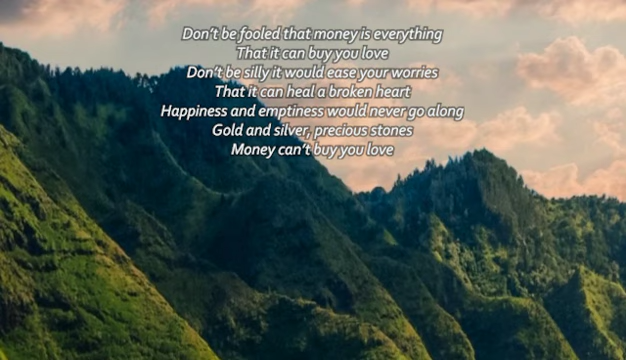 Don't be fooled that money is everything
That it can buy you love
Don't be silly it would ease your worries
That it can heal a broken heart
Happiness and emptiness would never go along
Gold and silver, precious stones
Money can't buy you love